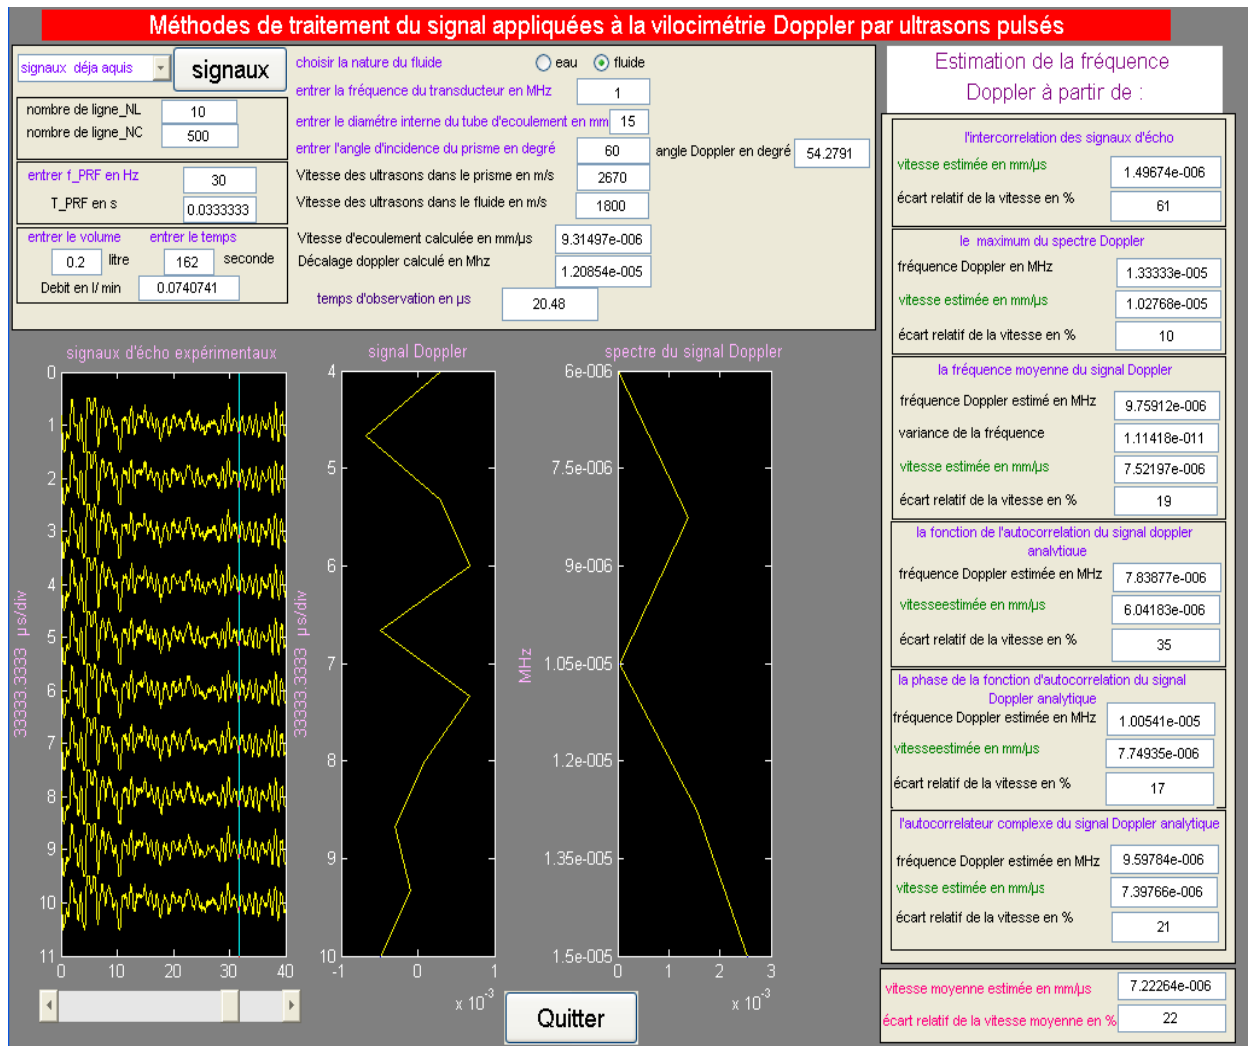 Méthodes de traitement du signal appliquées à la vilocimétrie Doppler par ultrasons pulsés
signaux déja aquis
signaux
nombre de ligne_NL 10
nombre de ligne_NC 500
entrer f_PRF en Hz 30
T_PRF en s 0.0333333
entrer le volume entrer le temps
0.2 litre 162 seconde
Debit en l/ min 0.0740741
choisir la nature du fluide eau fluide
entrer la fréquence du transducteur en MHz 1
entrer le diamétre interne du tube d'ecoulement en mm 15
entrer l'angle d'incidence du prisme en degré 60 angle Doppler en degré 54.2791
Vitesse des ultrasons dans le prisme en m/s 2670
Vitesse des ultrasons dans le fluide en m/s 1800
Vitesse d'ecoulement calculée en mm/µs 9.31497e-006
Décalage doppler calculé en Mhz 1.20854e-005
temps d'observation en µs 20.48
signaux d'écho expérimentaux
0
1
2
3
4
5
6
7
8
9
10
11
33333.3333 µs/div
0 10 20 30 40
signal Doppler
4
5
6
7
8
9
10
33333.3333 µs/div
-1 0 1
x 10-3
spectre du signal Doppler
6e-006
7.5e-006
9e-006
1.05e-005
1.2e-005
1.35e-005
1.5e-005
MHz
0 1 2 3
x 10-3
Quitter
Estimation de la fréquence
Doppler à partir de :
l'intercorrelation des signaux d'écho
vitesse estimée en mm/µs 1.49674e-006
écart relatif de la vitesse en % 61
le maximum du spectre Doppler
fréquence Doppler en MHz 1.33333e-005
vitesse estimée en mm/µs 1.02768e-005
écart relatif de la vitesse en % 10
la fréquence moyenne du signal Doppler
fréquence Doppler estimé en MHz 9.75912e-006
variance de la fréquence 1.11418e-011
vitesse estimée en mm/µs 7.52197e-006
écart relatif de la vitesse en % 19
la fonction de l'autocorrelation du signal doppler
analytique
fréquence Doppler estimée en MHz 7.83877e-006
vitesseestimée en mm/µs 6.04183e-006
écart relatif de la vitesse en % 35
la phase de la fonction d'autocorrelation du signal
Doppler analytique
fréquence Doppler estimée en MHz 1.00541e-005
vitesseestimée en mm/µs 7.74935e-006
écart relatif de la vitesse en % 17
l'autocorrelateur complexe du signal Doppler analytique
fréquence Doppler estimée en MHz 9.59784e-006
vitesse estimée en mm/µs 7.39766e-006
écart relatif de la vitesse en % 21
vitesse moyenne estimée en mm/µs 7.22264e-006
écart relatif de la vitesse moyenne en % 22